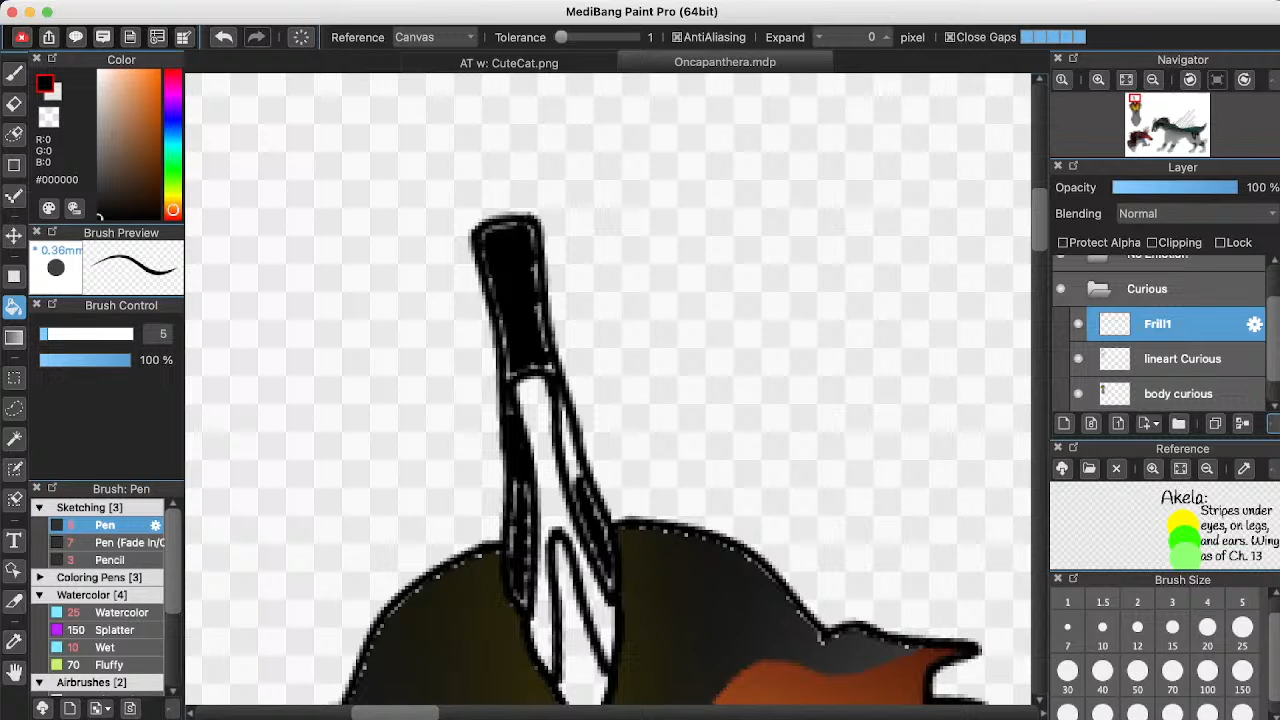 MediBang Paint Pro (64bit)
Reference Canvas Tolerance 1 AntiAliasing Expand 0 pixel Close Gaps
AT w: CuteCat.png Oncapanthera.mdp
Color
R:0
G:0
B:0
#000000
Brush Preview
* 0.36mm
Brush Control
5
100 %
Brush: Pen
Sketching [3]
Pen
7 Pen (Fade In/O
3 Pencil
Coloring Pens [3]
Watercolor [4]
25 Watercolor
150 Splatter
10 Wet
70 Fluffy
Airbrushes [2]
T
Navigator
Layer
Opacity 100 %
Blending Normal
Protect Alpha Clipping Lock
Curious
Frill1
lineart Curious
body curious
Reference
Akela:
Stripes under
eyes, on legs,
and ears. Wing
as of Ch. 13
Brush Size
1 1.5 2 3 4 5
7 10 12 15 20 25
30 40 50 70 100 150